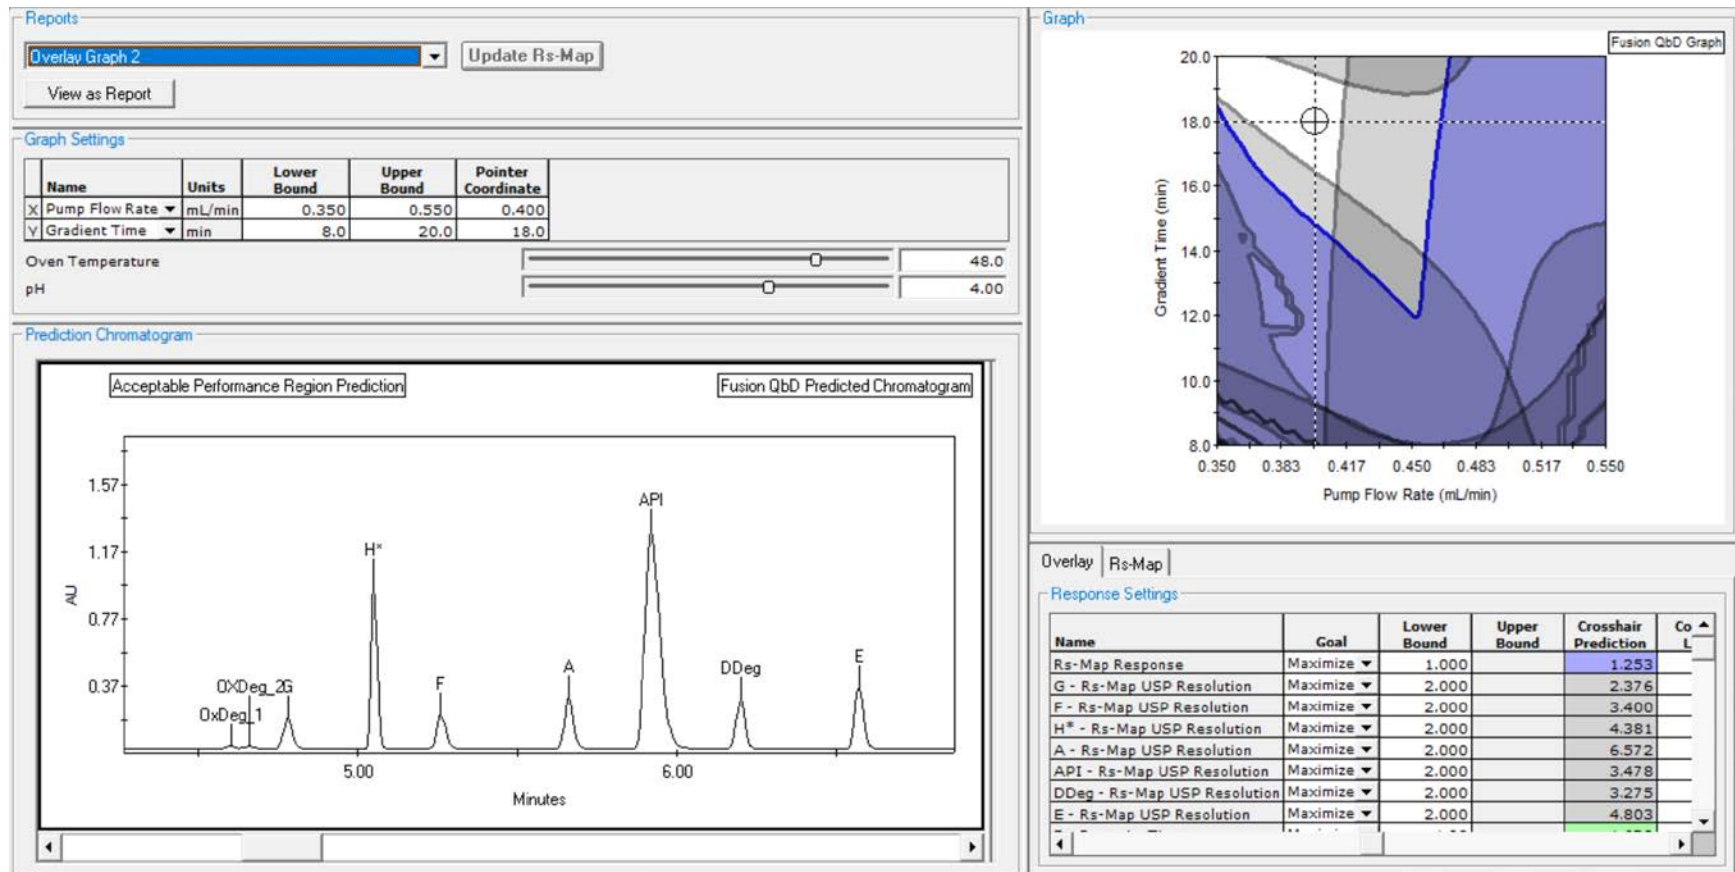 Reports
Overlay Graph 2
Update Rs-Map
View as Report
Graph Settings
Name Units Lower Bound Upper Bound Pointer Coordinate
X Pump Flow Rate mL/min 0.350 0.550 0.400
Y Gradient Time min 8.0 20.0 18.0
Oven Temperature 48.0
pH 4.00
Prediction Chromatogram
Acceptable Performance Region Prediction
Fusion QbD Predicted Chromatogram
AU
1.57
1.17
0.77
0.37
OxDeg_1
OXDeg_2G
H*
F
A
API
DDeg
E
5.00 6.00
Minutes
Graph
Fusion QbD Graph
Gradient Time (min)
20.0
18.0
16.0
14.0
12.0
10.0
8.0
0.350 0.383 0.417 0.450 0.483 0.517 0.550
Pump Flow Rate (mL/min)
Overlay Rs-Map
Response Settings
Name Goal Lower Bound Upper Bound Crosshair Prediction Co
Rs-Map Response Maximize 1.000 1.253
G - Rs-Map USP Resolution Maximize 2.000 2.376
F - Rs-Map USP Resolution Maximize 2.000 3.400
H* - Rs-Map USP Resolution Maximize 2.000 4.381
A - Rs-Map USP Resolution Maximize 2.000 6.572
API - Rs-Map USP Resolution Maximize 2.000 3.478
DDeg - Rs-Map USP Resolution Maximize 2.000 3.275
E - Rs-Map USP Resolution Maximize 2.000 4.803